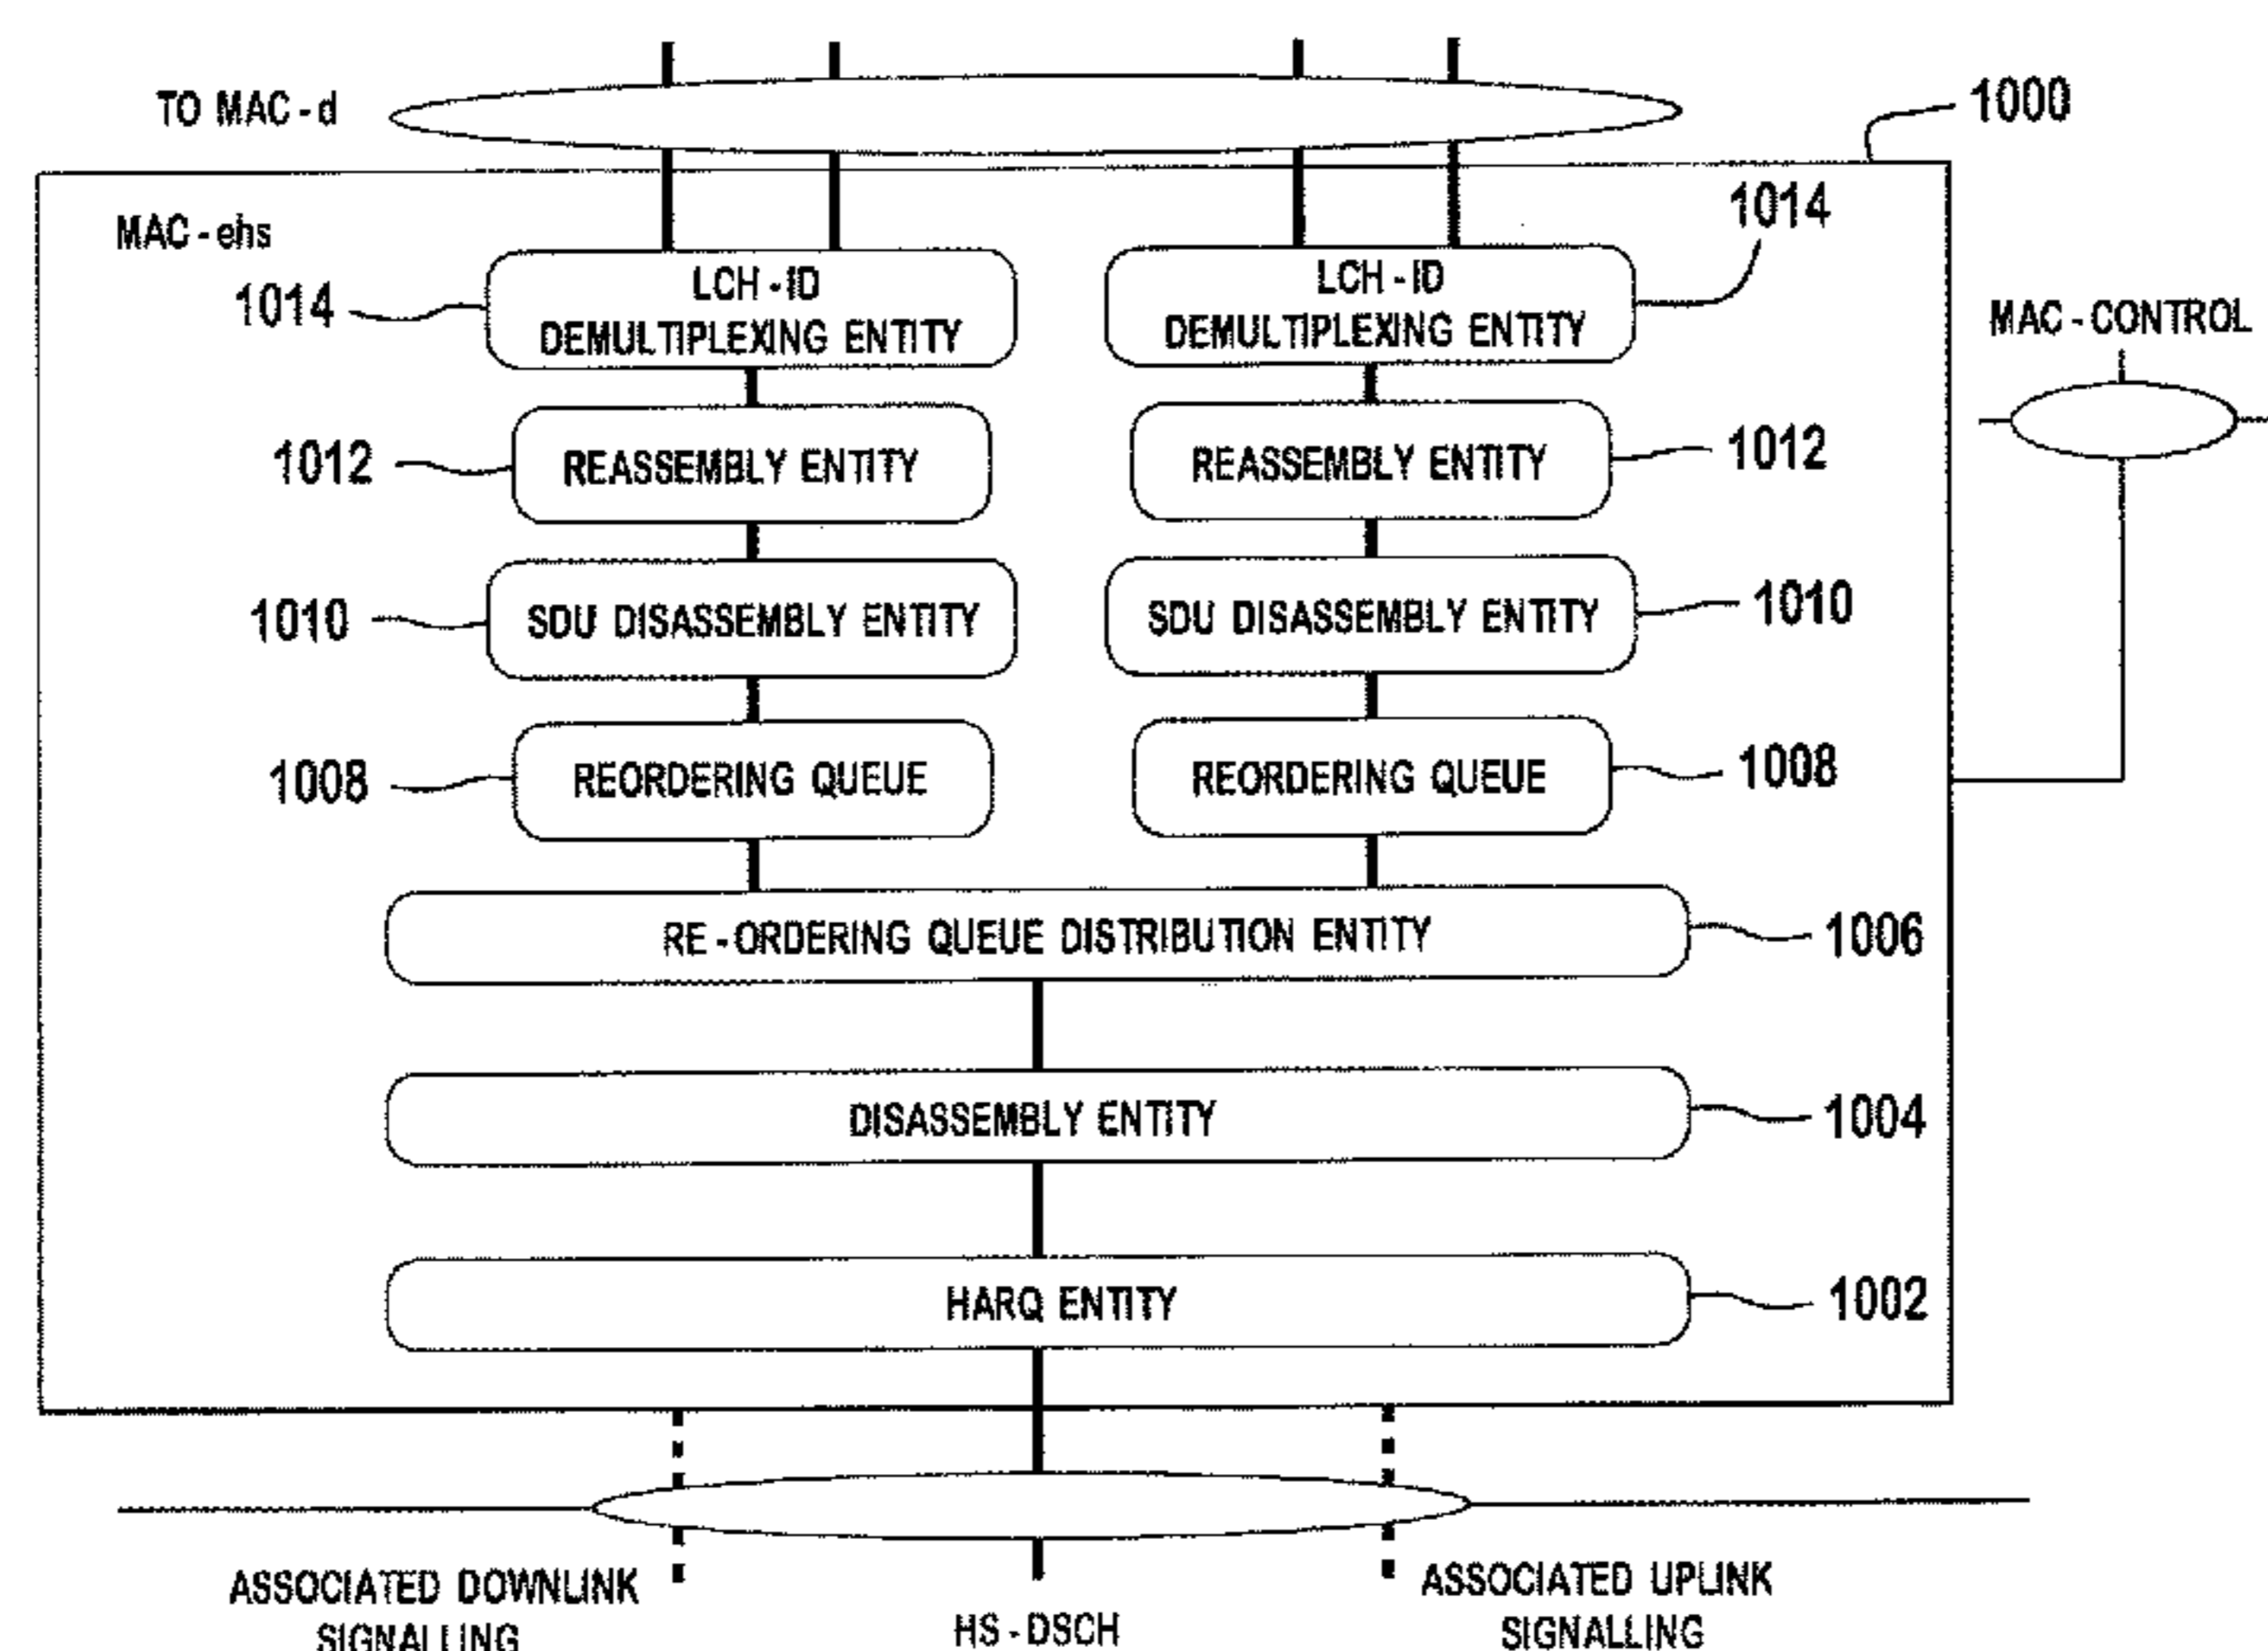 TO MAC-d
1000
MAC-ehs
1014
LCH-ID
DEMULTIPLEXING ENTITY
LCH-ID
DEMULTIPLEXING ENTITY
1014
MAC-CONTROL
1012
REASSEMBLY ENTITY
REASSEMBLY ENTITY
1012
1010
SDU DISASSEMBLY ENTITY
SDU DISASSEMBLY ENTITY
1010
1008
REORDERING QUEUE
REORDERING QUEUE
1008
RE-ORDERING QUEUE DISTRIBUTION ENTITY
1006
DISASSEMBLY ENTITY
1004
HARQ ENTITY
1002
ASSOCIATED DOWNLINK
SIGNALLING
HS-DSCH
ASSOCIATED UPLINK
SIGNALLING